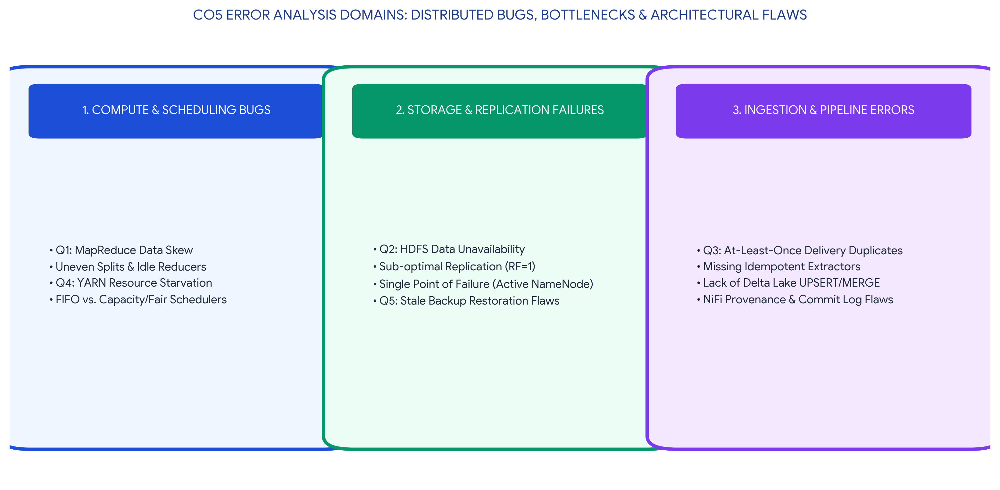 CO5 ERROR ANALYSIS DOMAINS: DISTRIBUTED BUGS, BOTTLENECKS & ARCHITECTURAL FLAWS
1. COMPUTE & SCHEDULING BUGS
• Q1: MapReduce Data Skew
• Uneven Splits & Idle Reducers
• Q4: YARN Resource Starvation
• FIFO vs. Capacity/Fair Schedulers
2. STORAGE & REPLICATION FAILURES
• Q2: HDFS Data Unavailability
• Sub-optimal Replication (RF=1)
• Single Point of Failure (Active NameNode)
• Q5: Stale Backup Restoration Flaws
3. INGESTION & PIPELINE ERRORS
• Q3: At-Least-Once Delivery Duplicates
• Missing Idempotent Extractors
• Lack of Delta Lake UPSERT/MERGE
• NiFi Provenance & Commit Log Flaws